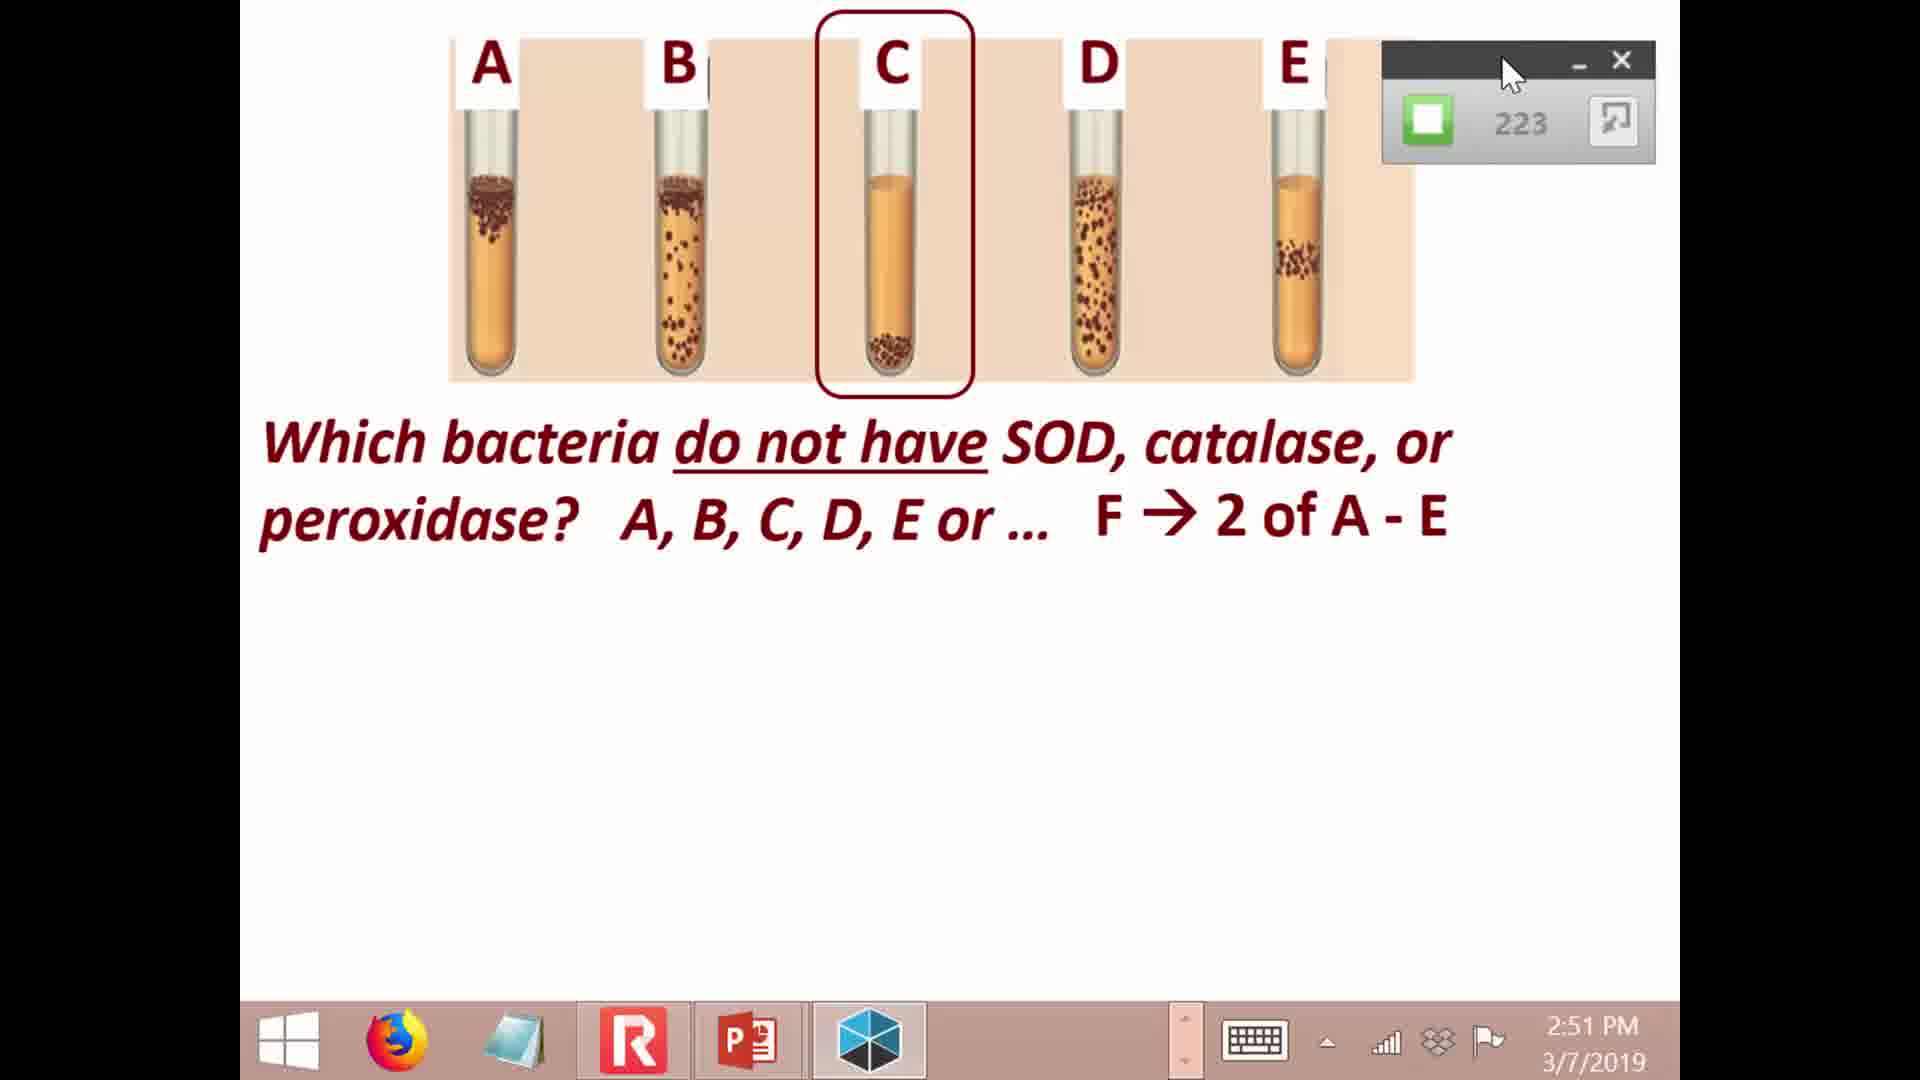 A B C D E
223
Which bacteria do not have SOD, catalase, or
peroxidase? A, B, C, D, E or ... F → 2 of A - E
2:51 PM
3/7/2019